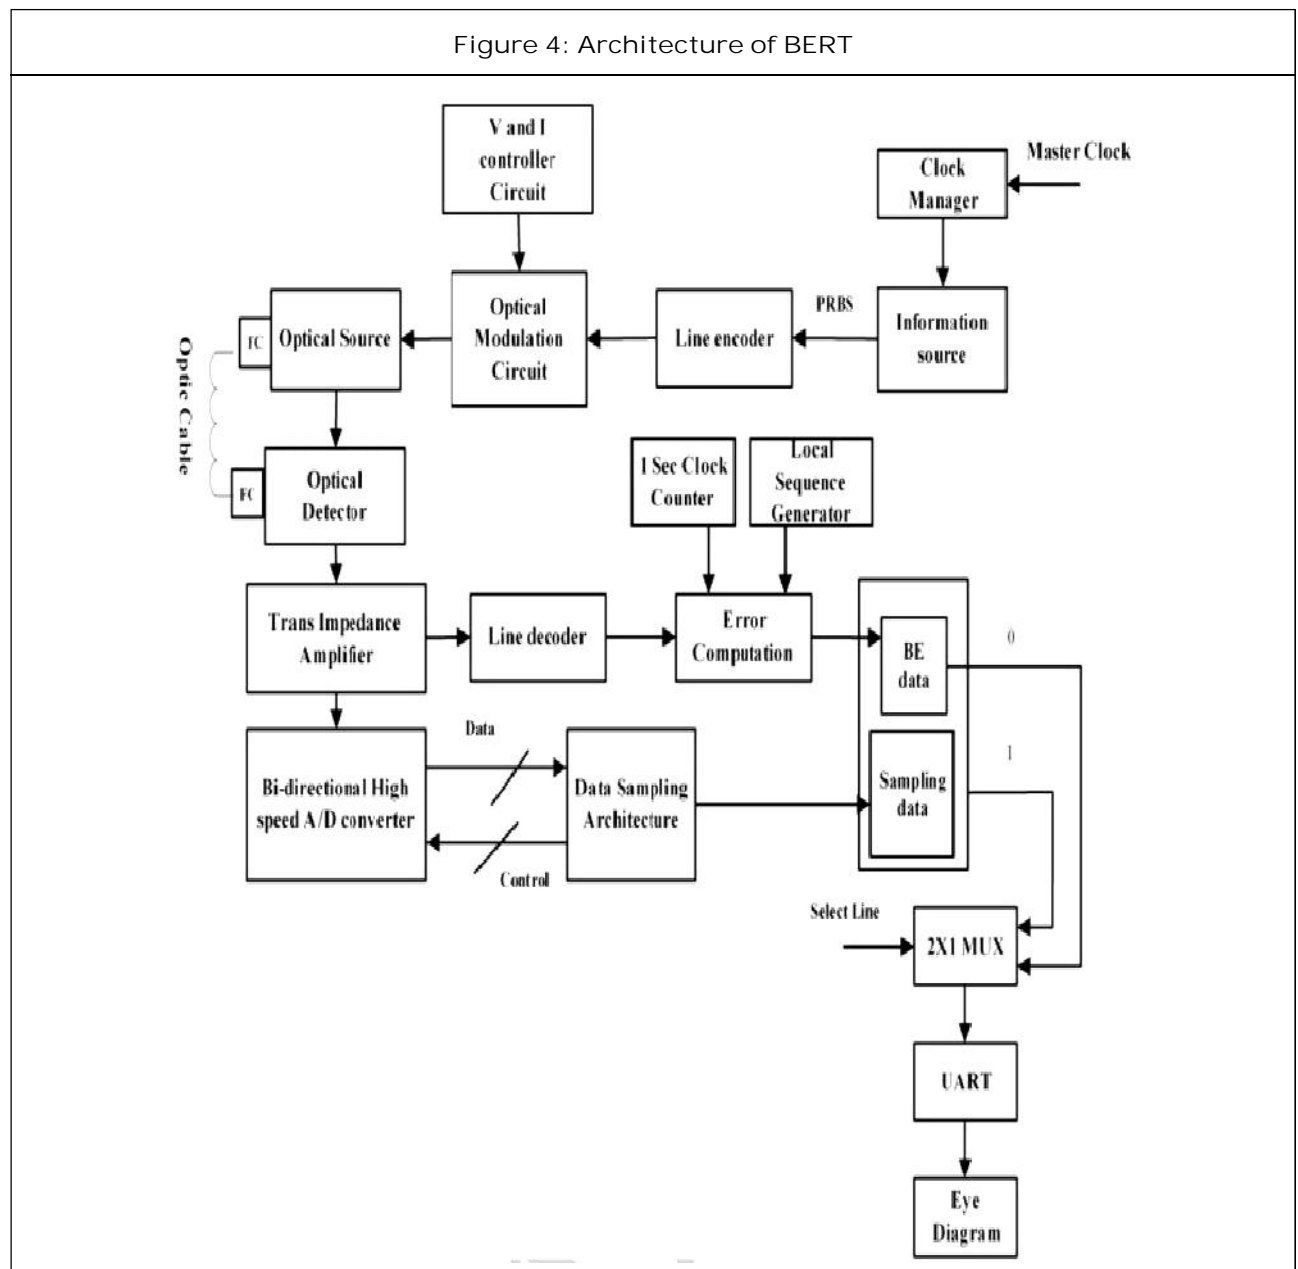 Figure 4: Architecture of BERT
V and I
controller
Circuit
Master Clock
Clock
Manager
Optical Source
Optical
Modulation
Circuit
Line encoder
PRBS
Information
source
Optic Cable
Optical
Detector
FC
1 Sec Clock
Counter
Local
Sequence
Generator
Trans Impedance
Amplifier
Line decoder
Error
Computation
BE
data
0
Bi-directional High
speed A/D converter
Data
Control
Data Sampling
Architecture
Sampling
data
1
Select Line
2X1 MUX
UART
Eye
Diagram